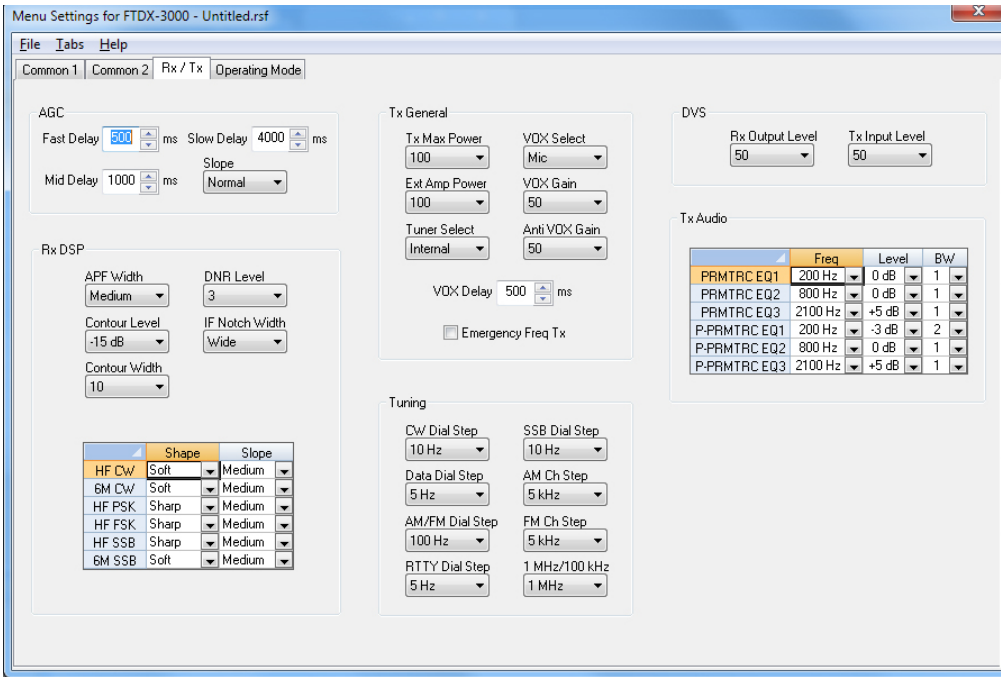 Menu Settings for FTDX-3000 - Untitled.rsf
x
File Tabs Help
Common 1 Common 2 Rx / Tx Operating Mode
AGC
Fast Delay 500 ms Slow Delay 4000 ms
Slope
Mid Delay 1000 ms Normal
Rx DSP
APF Width DNR Level
Medium 3
Contour Level IF Notch Width
-15 dB Wide
Contour Width
10
Shape Slope
HF CW Soft Medium
6M CW Soft Medium
HF PSK Sharp Medium
HF FSK Sharp Medium
HF SSB Sharp Medium
6M SSB Soft Medium
Tx General
Tx Max Power VOX Select
100 Mic
Ext Amp Power VOX Gain
100 50
Tuner Select Anti VOX Gain
Internal 50
VOX Delay 500 ms
Emergency Freq Tx
Tuning
CW Dial Step SSB Dial Step
10 Hz 10 Hz
Data Dial Step AM Ch Step
5 Hz 5 kHz
AM/FM Dial Step FM Ch Step
100 Hz 5 kHz
RTTY Dial Step 1 MHz/100 kHz
5 Hz 1 MHz
DVS
Rx Output Level Tx Input Level
50 50
Tx Audio
Freq Level BW
PRMTRC EQ1 200 Hz 0 dB 1
PRMTRC EQ2 800 Hz 0 dB 1
PRMTRC EQ3 2100 Hz +5 dB 1
P-PRMTRC EQ1 200 Hz -3 dB 2
P-PRMTRC EQ2 800 Hz 0 dB 1
P-PRMTRC EQ3 2100 Hz +5 dB 1